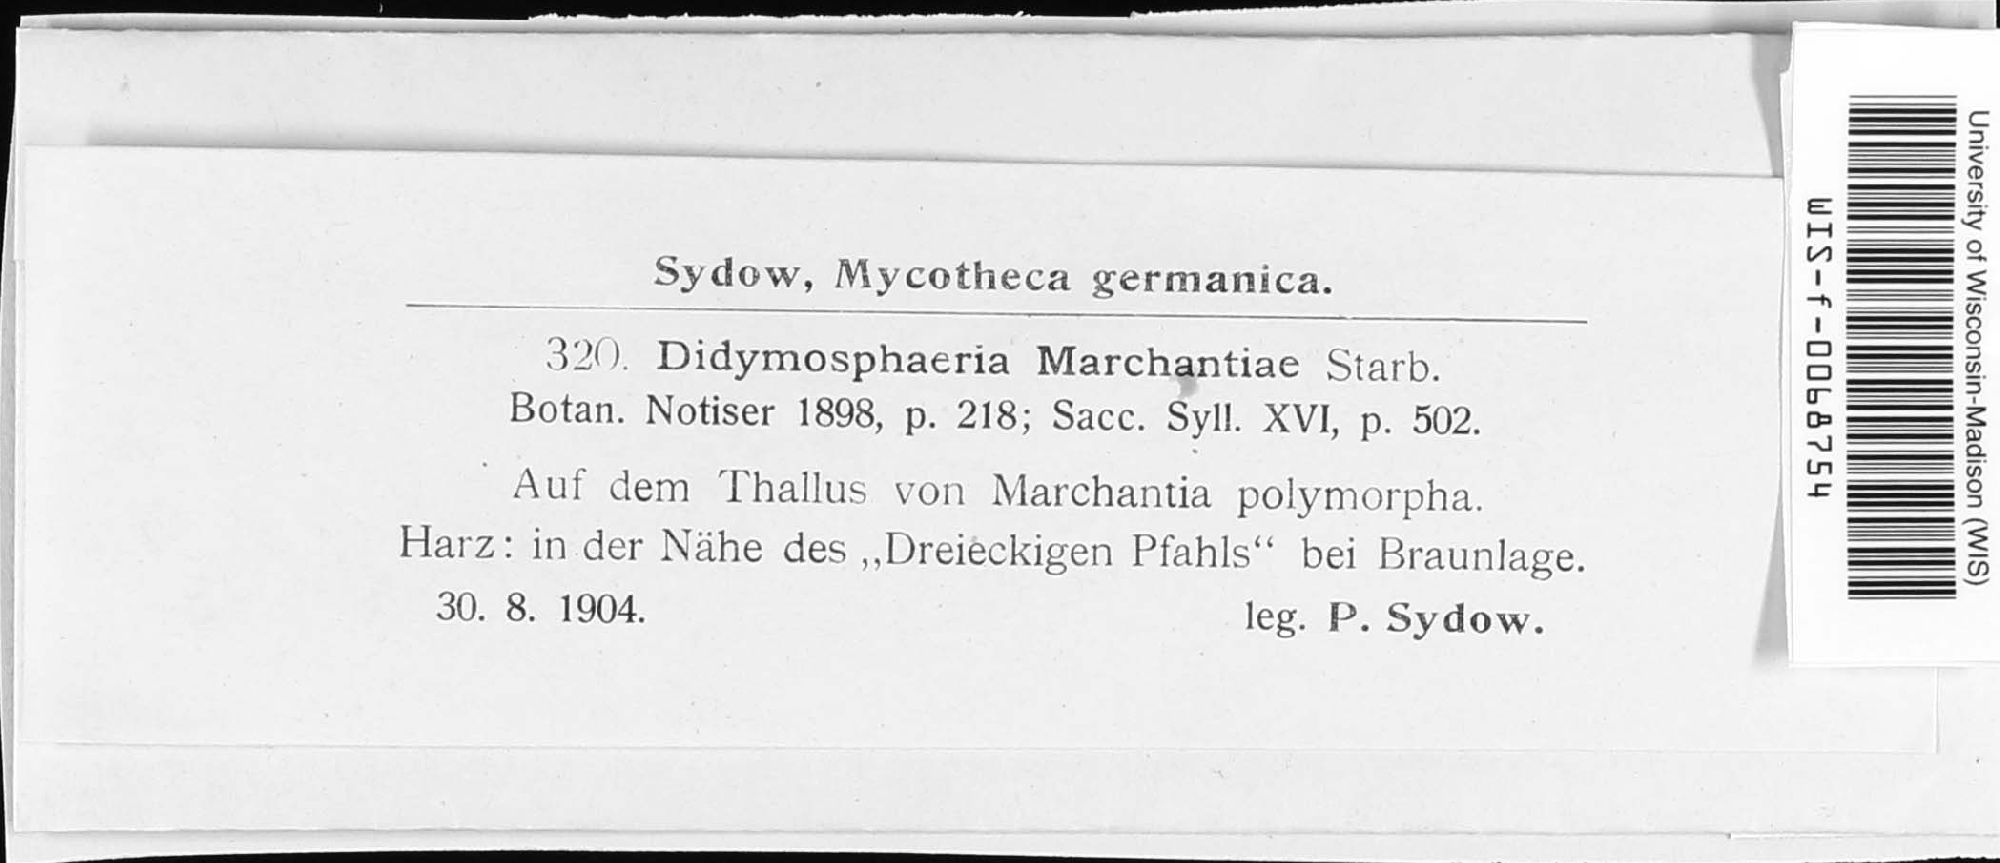 Sydow, Mycotheca germanica.
320. Didymosphaeria Marchantiae Starb.
Botan. Notiser 1898, p. 218; Sacc. Syll. XVI, p. 502.
Auf dem Thallus von Marchantia polymorpha.
Harz: in der Nähe des „Dreieckigen Pfahls“ bei Braunlage.
30. 8. 1904. leg. P. Sydow.
University of Wisconsin-Madison (WIS)
WIS-f-0068754